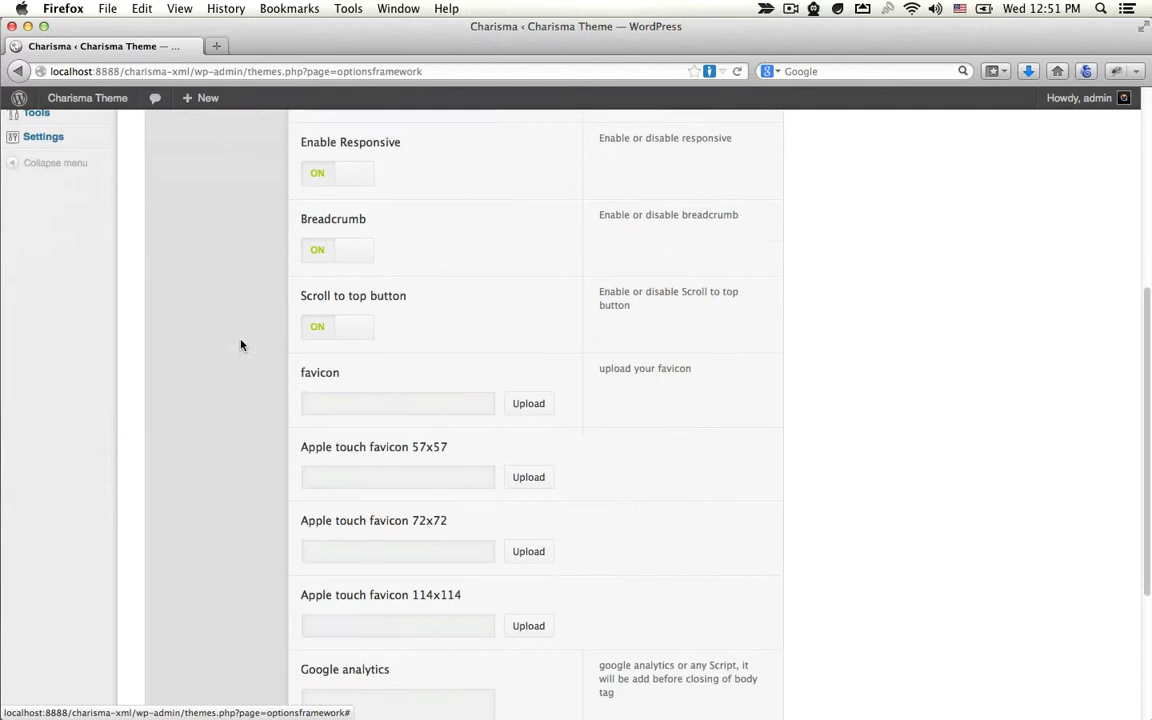 Firefox File Edit View History Bookmarks Tools Window Help Wed 12:51 PM
Charisma ‹ Charisma Theme — WordPress
Charisma ‹ Charisma Theme — ...
localhost:8888/charisma-xml/wp-admin/themes.php?page=optionsframework
Google
Charisma Theme + New Howdy, admin
Tools
Settings
Collapse menu
Enable Responsive
Enable or disable responsive
ON
Breadcrumb
Enable or disable breadcrumb
ON
Scroll to top button
Enable or disable Scroll to top
button
ON
favicon
upload your favicon
Upload
Apple touch favicon 57x57
Upload
Apple touch favicon 72x72
Upload
Apple touch favicon 114x114
Upload
Google analytics
google analytics or any Script, it
will be add before closing of body
tag
localhost:8888/charisma-xml/wp-admin/themes.php?page=optionsframework#